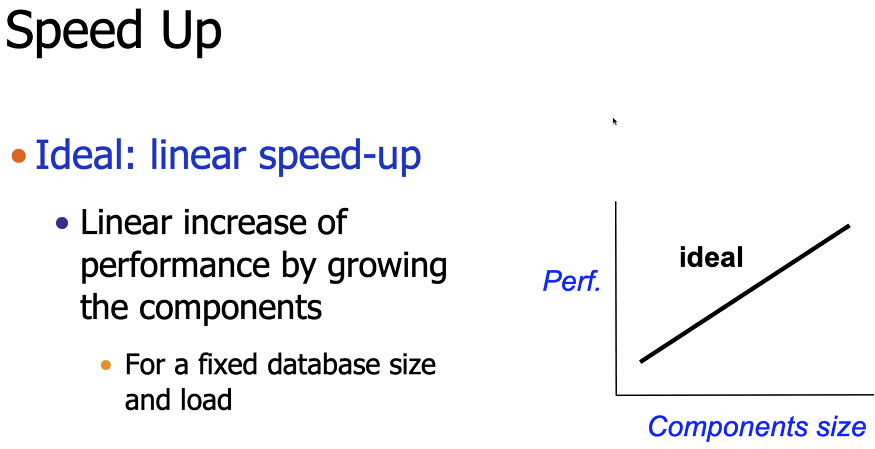 Speed Up
• Ideal: linear speed-up
• Linear increase of
performance by growing
the components
• For a fixed database size
and load
ideal
Perf.
Components size